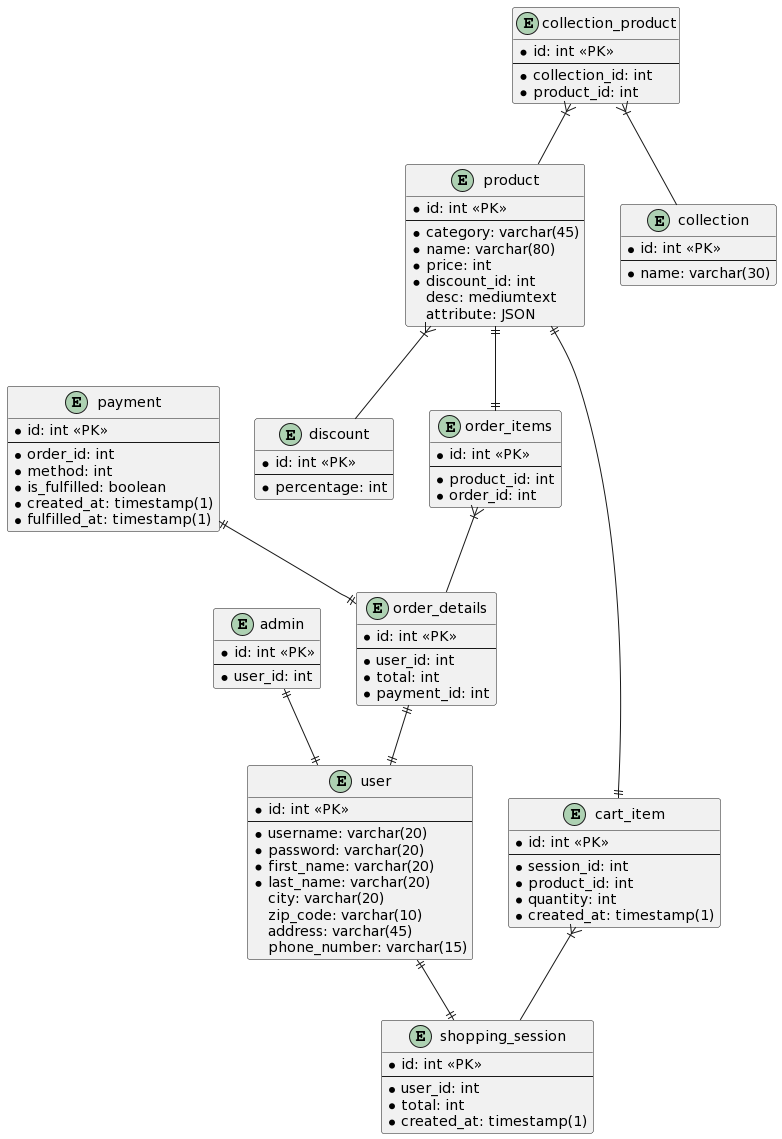 E collection_product
id: int «PK»
collection_id: int
product_id: int
E product
id: int «PK»
category: varchar(45)
name: varchar(80)
price: int
discount_id: int
desc: mediumtext
attribute: JSON
E collection
id: int «PK»
name: varchar(30)
E payment
id: int «PK»
order_id: int
method: int
is_fulfilled: boolean
created_at: timestamp(1)
fulfilled_at: timestamp(1)
E discount
id: int «PK»
percentage: int
E order_items
id: int «PK»
product_id: int
order_id: int
E admin
id: int «PK»
user_id: int
E order_details
id: int «PK»
user_id: int
total: int
payment_id: int
E user
id: int «PK»
username: varchar(20)
password: varchar(20)
first_name: varchar(20)
last_name: varchar(20)
city: varchar(20)
zip_code: varchar(10)
address: varchar(45)
phone_number: varchar(15)
E cart_item
id: int «PK»
session_id: int
product_id: int
quantity: int
created_at: timestamp(1)
E shopping_session
id: int «PK»
user_id: int
total: int
created_at: timestamp(1)